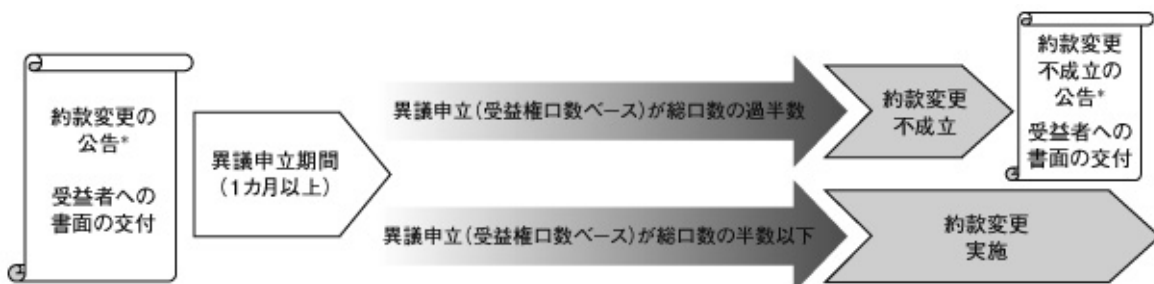 約款変更の
公告*
受益者への
書面の交付
異議申立期間
(1カ月以上)
異議申立(受益権口数ベース)が総口数の過半数
約款変更
不成立
約款変更
不成立の
公告*
受益者への
書面の交付
異議申立(受益権口数ベース)が総口数の半数以下
約款変更
実施